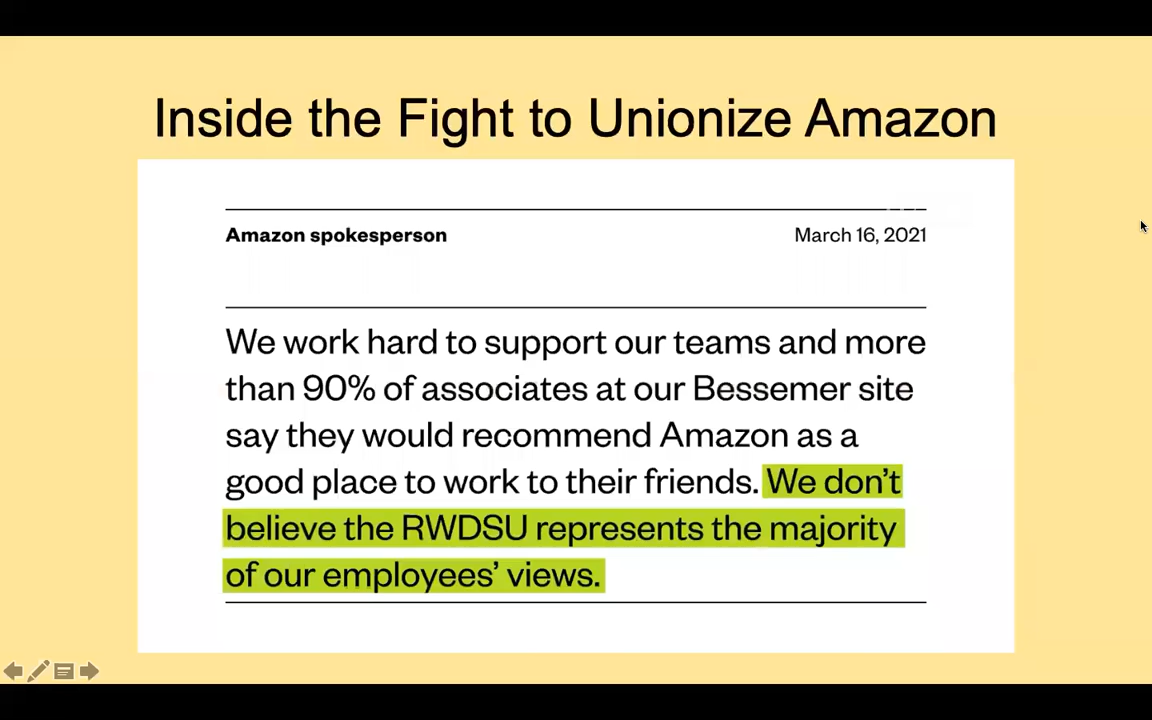 Inside the Fight to Unionize Amazon
Amazon spokesperson March 16, 2021
We work hard to support our teams and more
than 90% of associates at our Bessemer site
say they would recommend Amazon as a
good place to work to their friends. We don’t
believe the RWDSU represents the majority
of our employees’ views.